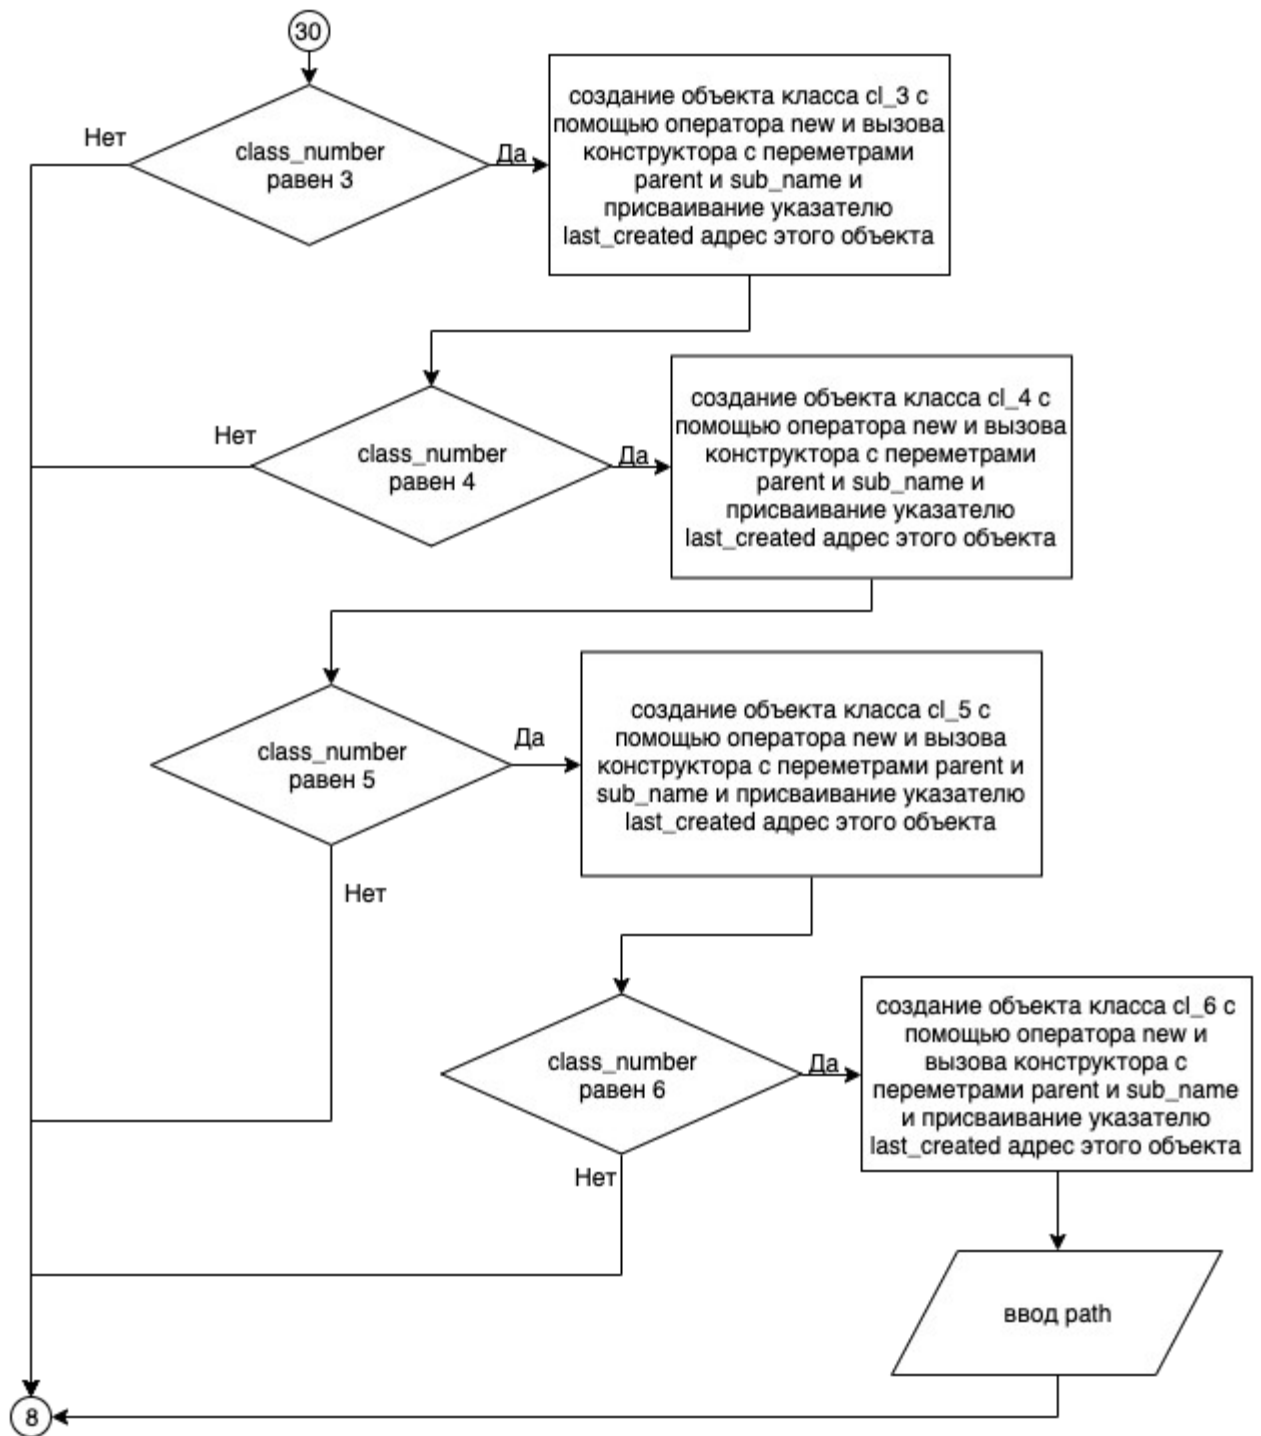 30
Нет
class_number
равен 3
Да
создание объекта класса cl_3 с
помощью оператора new и вызова
конструктора с переметрами
parent и sub_name и
присваивание указателю
last_created адрес этого объекта
Нет
class_number
равен 4
Да
создание объекта класса cl_4 с
помощью оператора new и вызова
конструктора с переметрами
parent и sub_name и
присваивание указателю
last_created адрес этого объекта
class_number
равен 5
Да
создание объекта класса cl_5 с
помощью оператора new и вызова
конструктора с переметрами parent и
sub_name и присваивание указателю
last_created адрес этого объекта
Нет
class_number
равен 6
Да
создание объекта класса cl_6 с
помощью оператора new и
вызова конструктора с
переметрами parent и sub_name
и присваивание указателю
last_created адрес этого объекта
Нет
ввод path
8